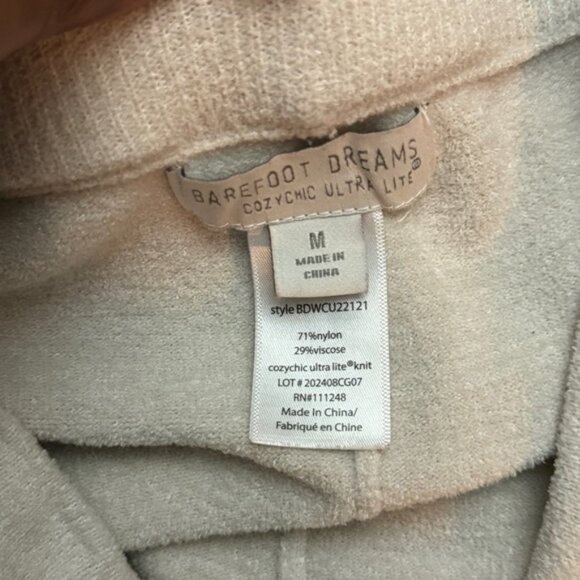 BAREFOOT DREAMS®
COZYCHIC ULTRA LITE
M
MADE IN
CHINA
style BDWCU22121
71%nylon
29%viscose
cozychic ultra lite®knit
LOT # 202408CG07
RN#111248
Made In China/
Fabriqué en Chine